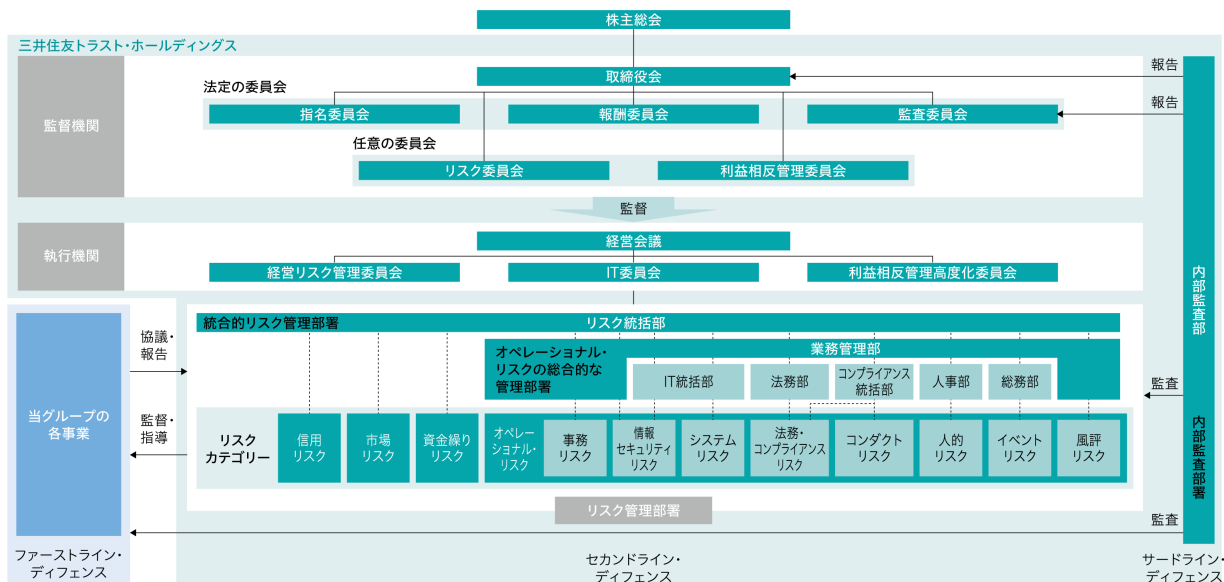 株主総会
三井住友トラスト・ホールディングス
監督機関
取締役会
報告
法定の委員会
指名委員会
報酬委員会
監査委員会
報告
任意の委員会
リスク委員会
利益相反管理委員会
監督
執行機関
経営会議
経営リスク管理委員会
IT委員会
利益相反管理高度化委員会
内部監査部
内部監査部署
統合的リスク管理部署
リスク統括部
協議・
報告
オペレーショナル・
リスクの総合的な
管理部署
業務管理部
IT統括部
法務部
コンプライアンス
統括部
人事部
総務部
監査
当グループの
各事業
監督・
指導
リスク
カテゴリー
信用
リスク
市場
リスク
資金繰り
リスク
オペレー
ショナル・
リスク
事務
リスク
情報
セキュリティ
リスク
システム
リスク
法務・
コンプライアンス
リスク
コンダクト
リスク
人的
リスク
イベント
リスク
風評
リスク
リスク管理部署
監査
ファーストライン・
ディフェンス
セカンドライン・
ディフェンス
サードライン・
ディフェンス